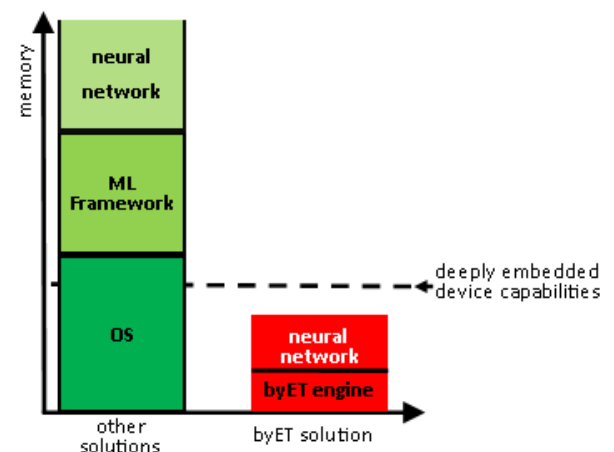 memory
neural
network
ML
Framework
OS
deeply embedded
device capabilities
neural
network
byET engine
other
solutions
byET solution